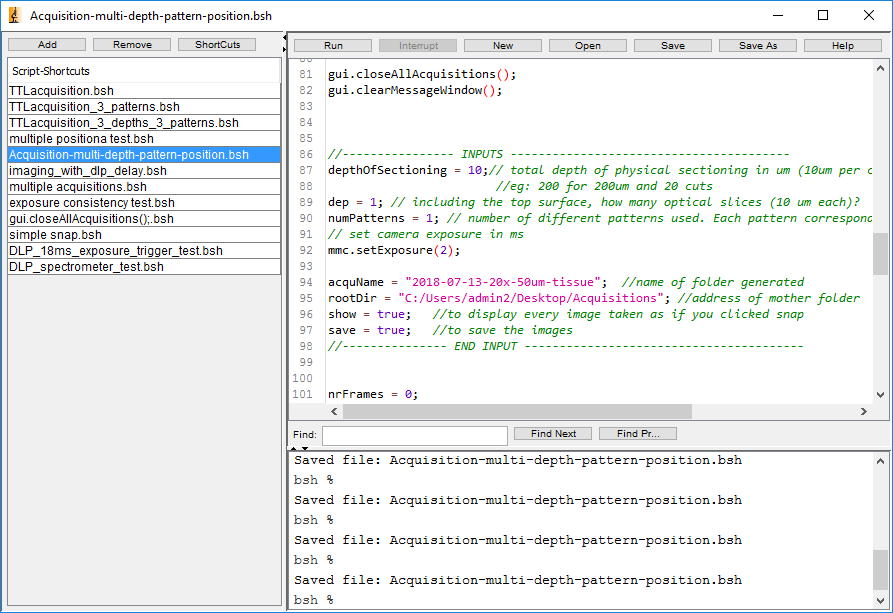 Acquisition-multi-depth-pattern-position.bsh
Add Remove ShortCuts
Script-Shortcuts
TTLacquisition.bsh
TTLacquisition_3_patterns.bsh
TTLacquisition_3_depths_3_patterns.bsh
multiple positiona test.bsh
Acquisition-multi-depth-pattern-position.bsh
imaging_with_dlp_delay.bsh
multiple acquisitions.bsh
exposure consistency test.bsh
gui.closeAllAcquisitions();.bsh
simple snap.bsh
DLP_18ms_exposure_trigger_test.bsh
DLP_spectrometer_test.bsh
Run Interrupt New Open Save Save As Help
81 gui.closeAllAcquisitions();
82 gui.clearMessageWindow();
83
84
85
86 //--------------- INPUTS ----------------------------------------
87 depthOfSectioning = 10;// total depth of physical sectioning in um (10um per
88 //eg: 200 for 200um and 20 cuts
89 dep = 1; // including the top surface, how many optical slices (10 um each)?
90 numPatterns = 1; // number of different patterns used. Each pattern correspon
91 // set camera exposure in ms
92 mmc.setExposure(2);
93
94 acquName = "2018-07-13-20x-50um-tissue"; //name of folder generated
95 rootDir = "C:/Users/admin2/Desktop/Acquisitions"; //address of mother folder
96 show = true; //to display every image taken as if you clicked snap
97 save = true; //to save the images
98 //--------------- END INPUT ----------------------------------------
99
100
101 nrFrames = 0;
Find: Find Next Find Pr...
Saved file: Acquisition-multi-depth-pattern-position.bsh
bsh %
Saved file: Acquisition-multi-depth-pattern-position.bsh
bsh %
Saved file: Acquisition-multi-depth-pattern-position.bsh
bsh %
Saved file: Acquisition-multi-depth-pattern-position.bsh
bsh %